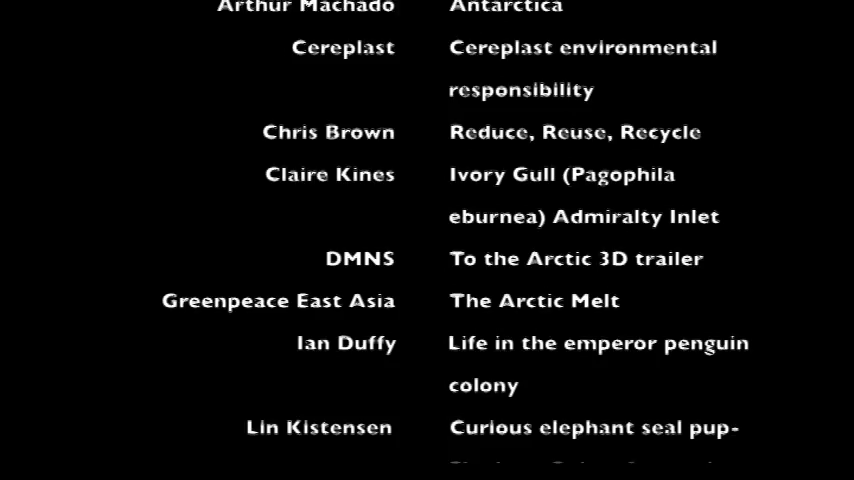 Arthur Machado Antarctica
Cereplast Cereplast environmental
responsibility
Chris Brown Reduce, Reuse, Recycle
Claire Kines Ivory Gull (Pagophila
eburnea) Admiralty Inlet
DMNS To the Arctic 3D trailer
Greenpeace East Asia The Arctic Melt
Ian Duffy Life in the emperor penguin
colony
Lin Kistensen Curious elephant seal pup-